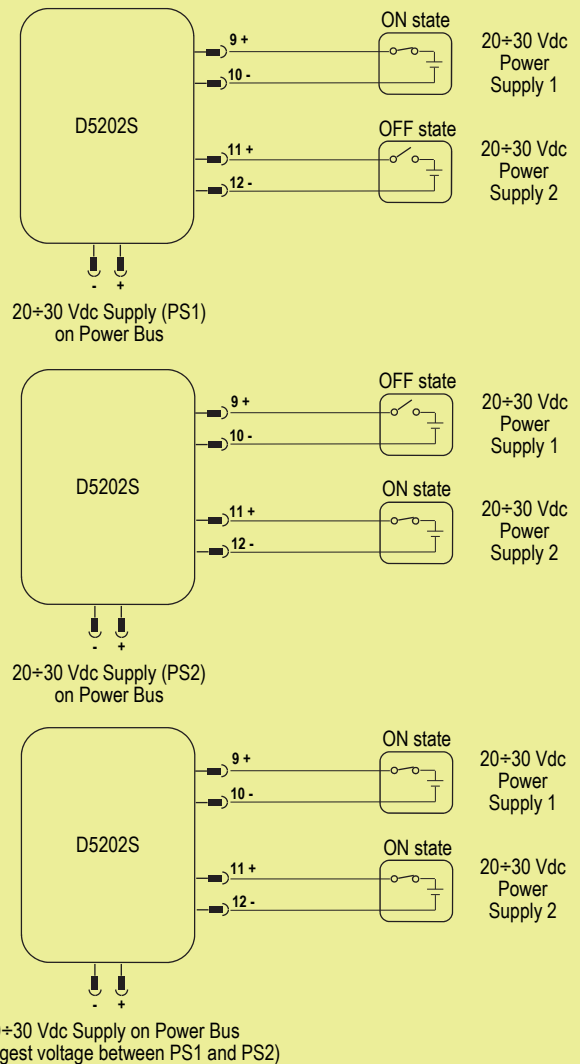 ON state
9 +
20÷30 Vdc
Power
Supply 1
10 -
D5202S
OFF state
11 +
20÷30 Vdc
Power
Supply 2
12 -
- +
20÷30 Vdc Supply (PS1)
on Power Bus
OFF state
9 +
20÷30 Vdc
Power
Supply 1
10 -
D5202S
ON state
11 +
20÷30 Vdc
Power
Supply 2
12 -
- +
20÷30 Vdc Supply (PS2)
on Power Bus
ON state
9 +
20÷30 Vdc
Power
Supply 1
10 -
D5202S
ON state
11 +
20÷30 Vdc
Power
Supply 2
12 -
- +
÷30 Vdc Supply on Power Bus
gest voltage between PS1 and PS2)